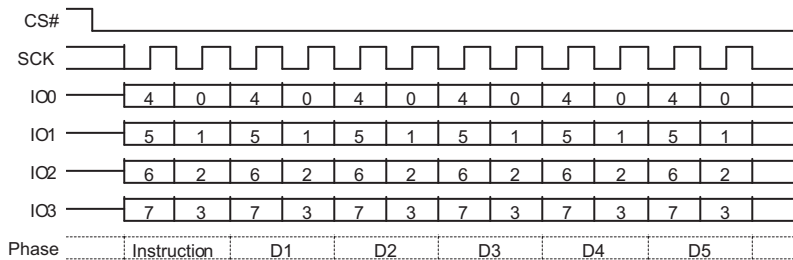 CS#
SCK
IO0 4 0 4 0 4 0 4 0 4 0 4 0
IO1 5 1 5 1 5 1 5 1 5 1 5 1
IO2 6 2 6 2 6 2 6 2 6 2 6 2
IO3 7 3 7 3 7 3 7 3 7 3 7 3
Phase Instruction D1 D2 D3 D4 D5